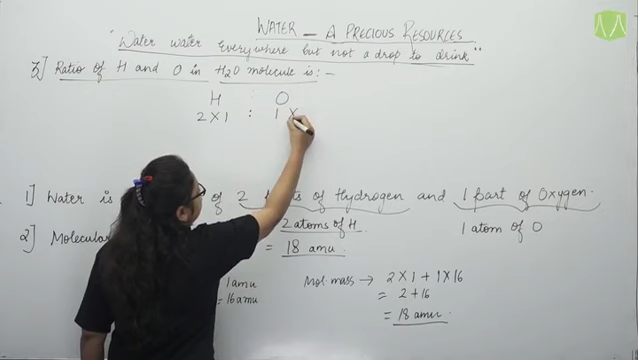 WATER – A PRECIOUS RESOURCES
"Water water everywhere but not a drop to drink"
3] Ratio of H and O in H2O molecule is:-
H : O
2 X 1 : 1 X
1] Water is of 2 parts of Hydrogen and 1 part of Oxygen.
2 atoms of H 1 atom of O
2] Molecular = 18 amu.
1 amu
= 16 amu
Mol. mass → 2 X 1 + 1 X 16
= 2 + 16
= 18 amu.